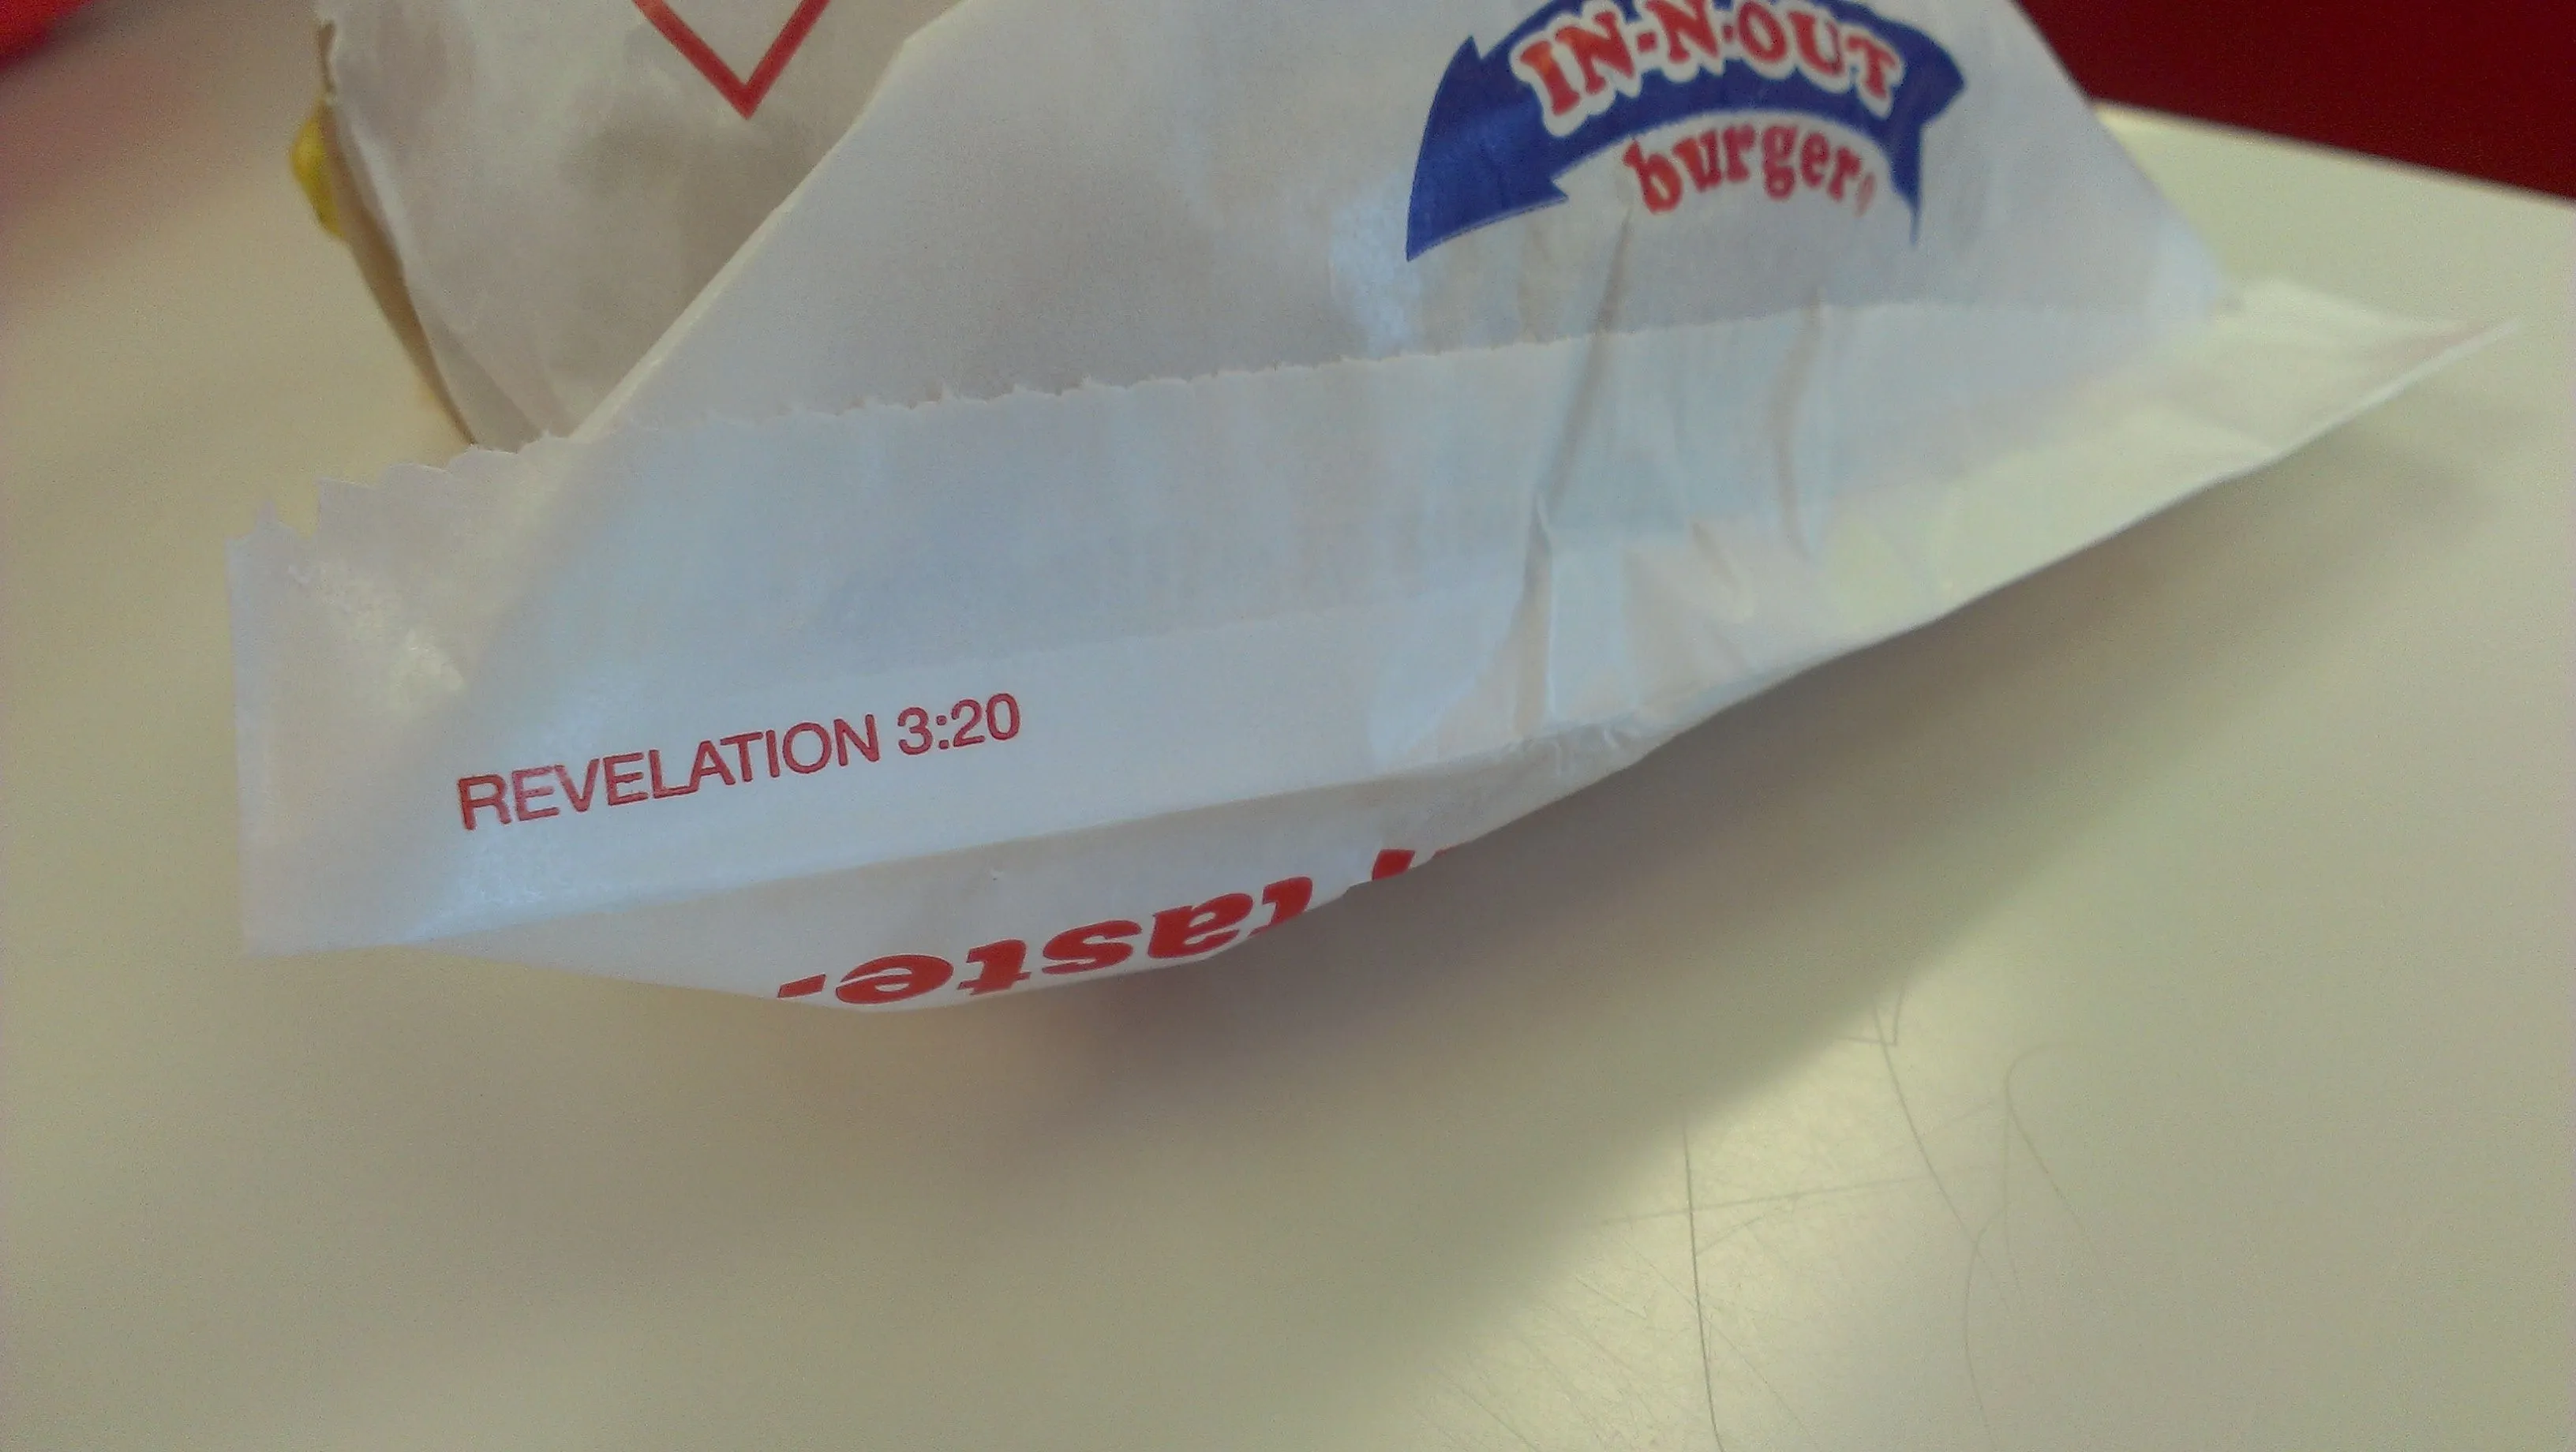 IN-N-OUT
burger
REVELATION 3:20
taste.